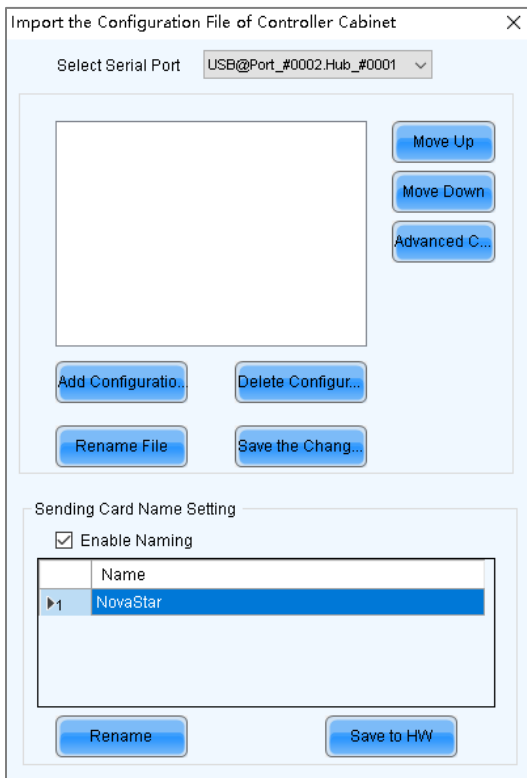 Import the Configuration File of Controller Cabinet
Select Serial Port USB@Port_#0002.Hub_#0001
Move Up
Move Down
Advanced C...
Add Configuratio... Delete Configur...
Rename File Save the Chang...
Sending Card Name Setting
Enable Naming
Name
1 NovaStar
Rename Save to HW